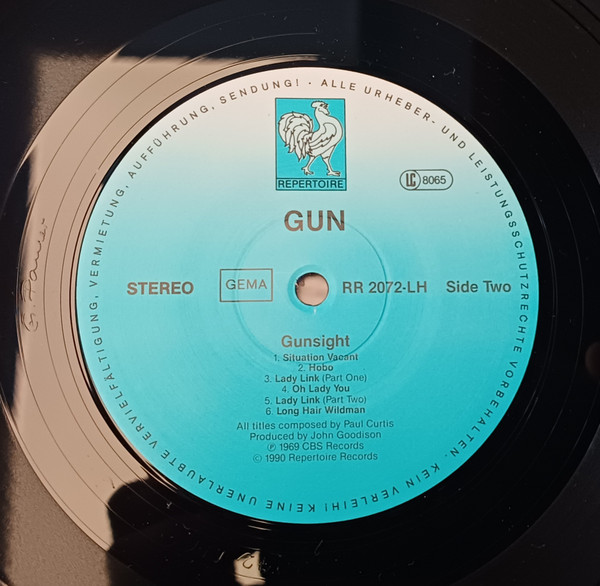 ALLE URHEBER- UND LEISTUNGSSCHUTZRECHTE VORBEHALTEN. KEIN VERLEIH! KEINE UNERLAUBTE VERVIELFÄLTIGUNG, VERMIETUNG, AUFFÜHRUNG, SENDUNG! ·
REPERTOIRE
LC 8065
GUN
STEREO GEMA RR 2072-LH Side Two
Gunsight
1. Situation Vacant
2. Hobo
3. Lady Link (Part One)
4. Oh Lady You
5. Lady Link (Part Two)
6. Long Hair Wildman
All titles composed by Paul Curtis
Produced by John Goodison
℗ 1969 CBS Records
© 1990 Repertoire Records